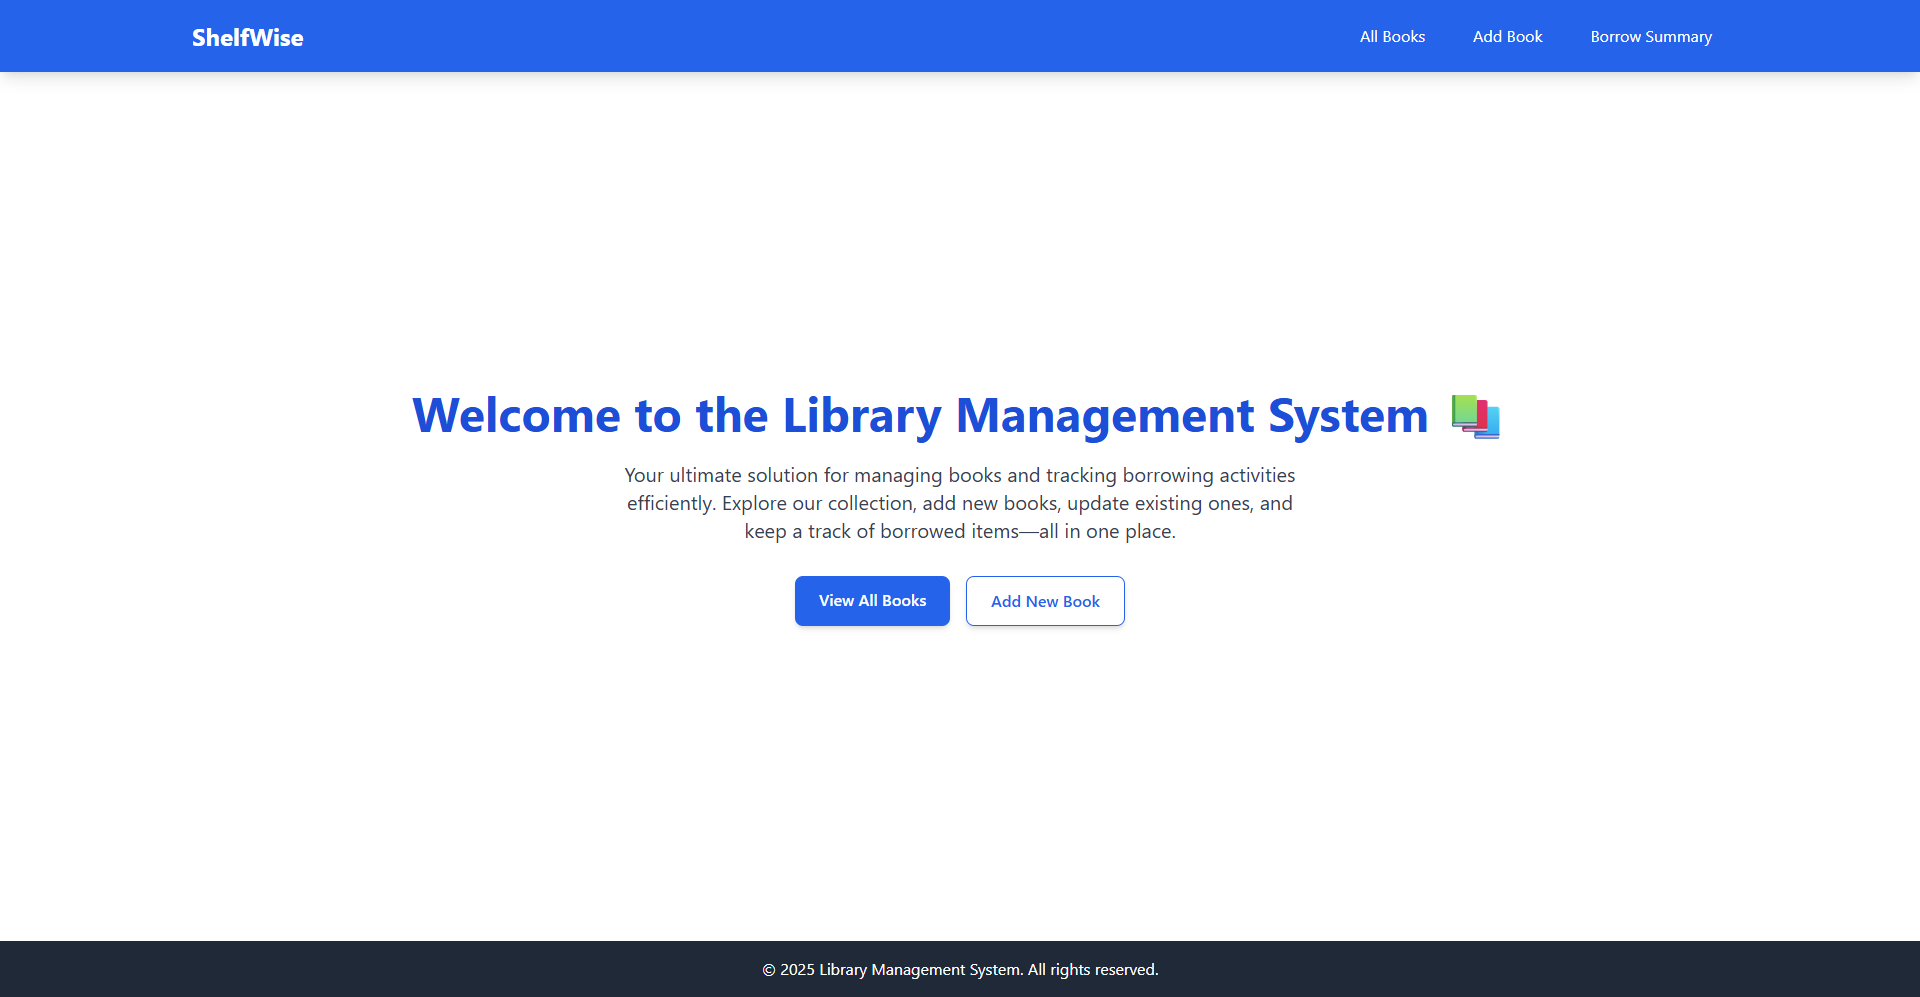 ShelfWise
All Books
Add Book
Borrow Summary
Welcome to the Library Management System 📚
Your ultimate solution for managing books and tracking borrowing activities
efficiently. Explore our collection, add new books, update existing ones, and
keep a track of borrowed items—all in one place.
View All Books
Add New Book
© 2025 Library Management System. All rights reserved.